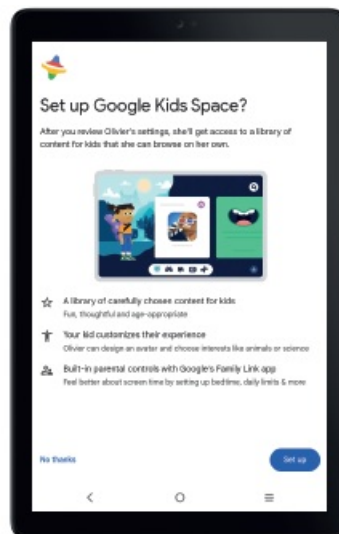 Set up Google Kids Space?
After you review Olivier's settings, she'll get access to a library of
content for kids that she can browse on her own.
A library of carefully chosen content for kids
Fun, thoughtful and age-appropriate
Your kid customizes their experience
Olivier can design an avatar and choose interests like animals or science
Built-in parental controls with Google's Family Link app
Feel better about screen time by setting up bedtime, daily limits & more
No thanks
Set up